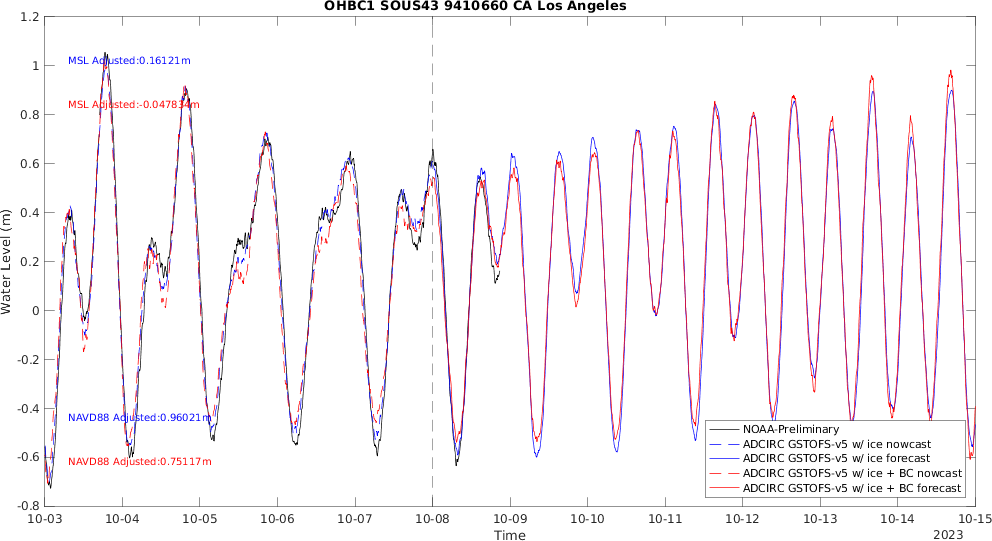 OHBC1 SOUS43 9410660 CA Los Angeles
1.2
1
0.8
0.6
0.4
0.2
0
-0.2
-0.4
-0.6
-0.8
Water Level (m)
MSL Adjusted:0.16121m
MSL Adjusted:-0.047834m
NAVD88 Adjusted:0.96021m
NAVD88 Adjusted:0.75117m
NOAA-Preliminary
ADCIRC GSTOFS-v5 w/ ice nowcast
ADCIRC GSTOFS-v5 w/ ice forecast
ADCIRC GSTOFS-v5 w/ ice + BC nowcast
ADCIRC GSTOFS-v5 w/ ice + BC forecast
10-03 10-04 10-05 10-06 10-07 10-08 10-09 10-10 10-11 10-12 10-13 10-14 10-15
Time
2023